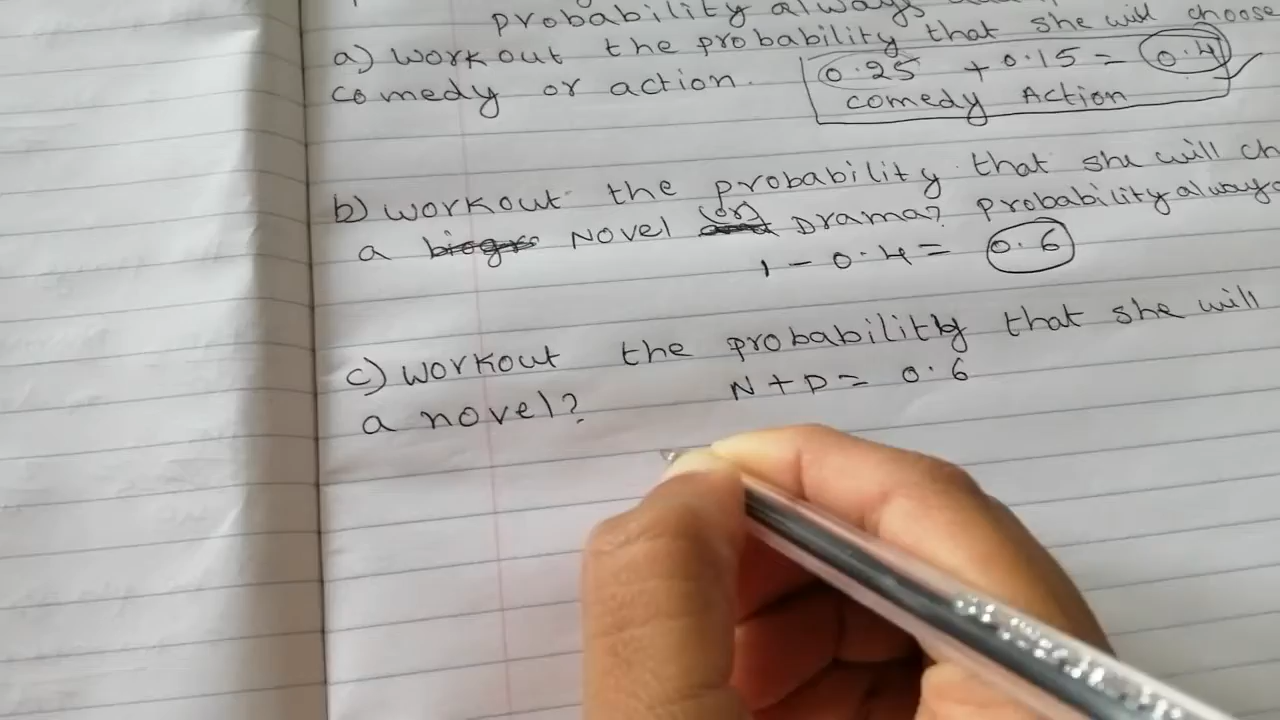 probability always
a) workout the probability that she will choose
comedy or action. 0.25 + 0.15 = 0.4
comedy Action
b) workout the probability that she will ch
a Novel (or) Drama? probability always
1 - 0.4 = 0.6
c) workout the probability that she will
a novel? N + D = 0.6